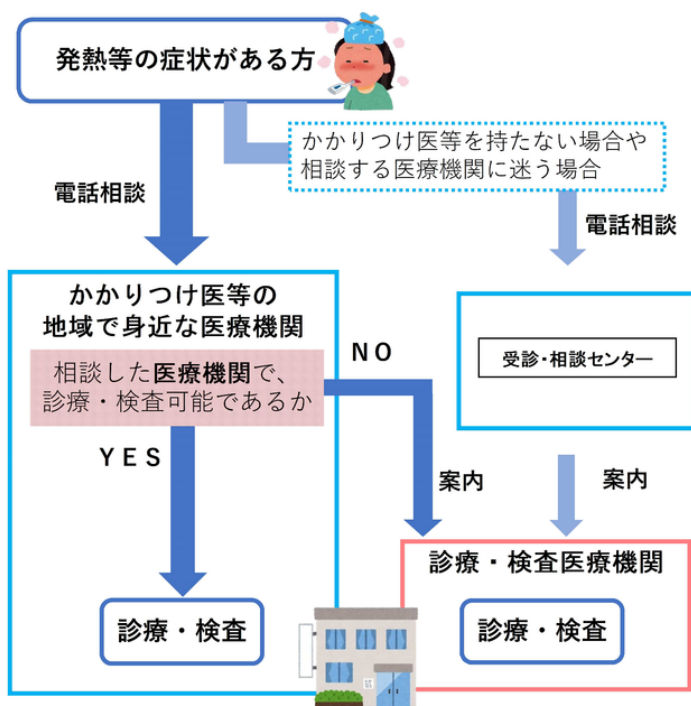 発熱等の症状がある方
かかりつけ医等を持たない場合や
相談する医療機関に迷う場合
電話相談
電話相談
かかりつけ医等の
地域で身近な医療機関
相談した医療機関で、
診療・検査可能であるか
NO
YES
受診・相談センター
案内
案内
診療・検査医療機関
診療・検査
診療・検査